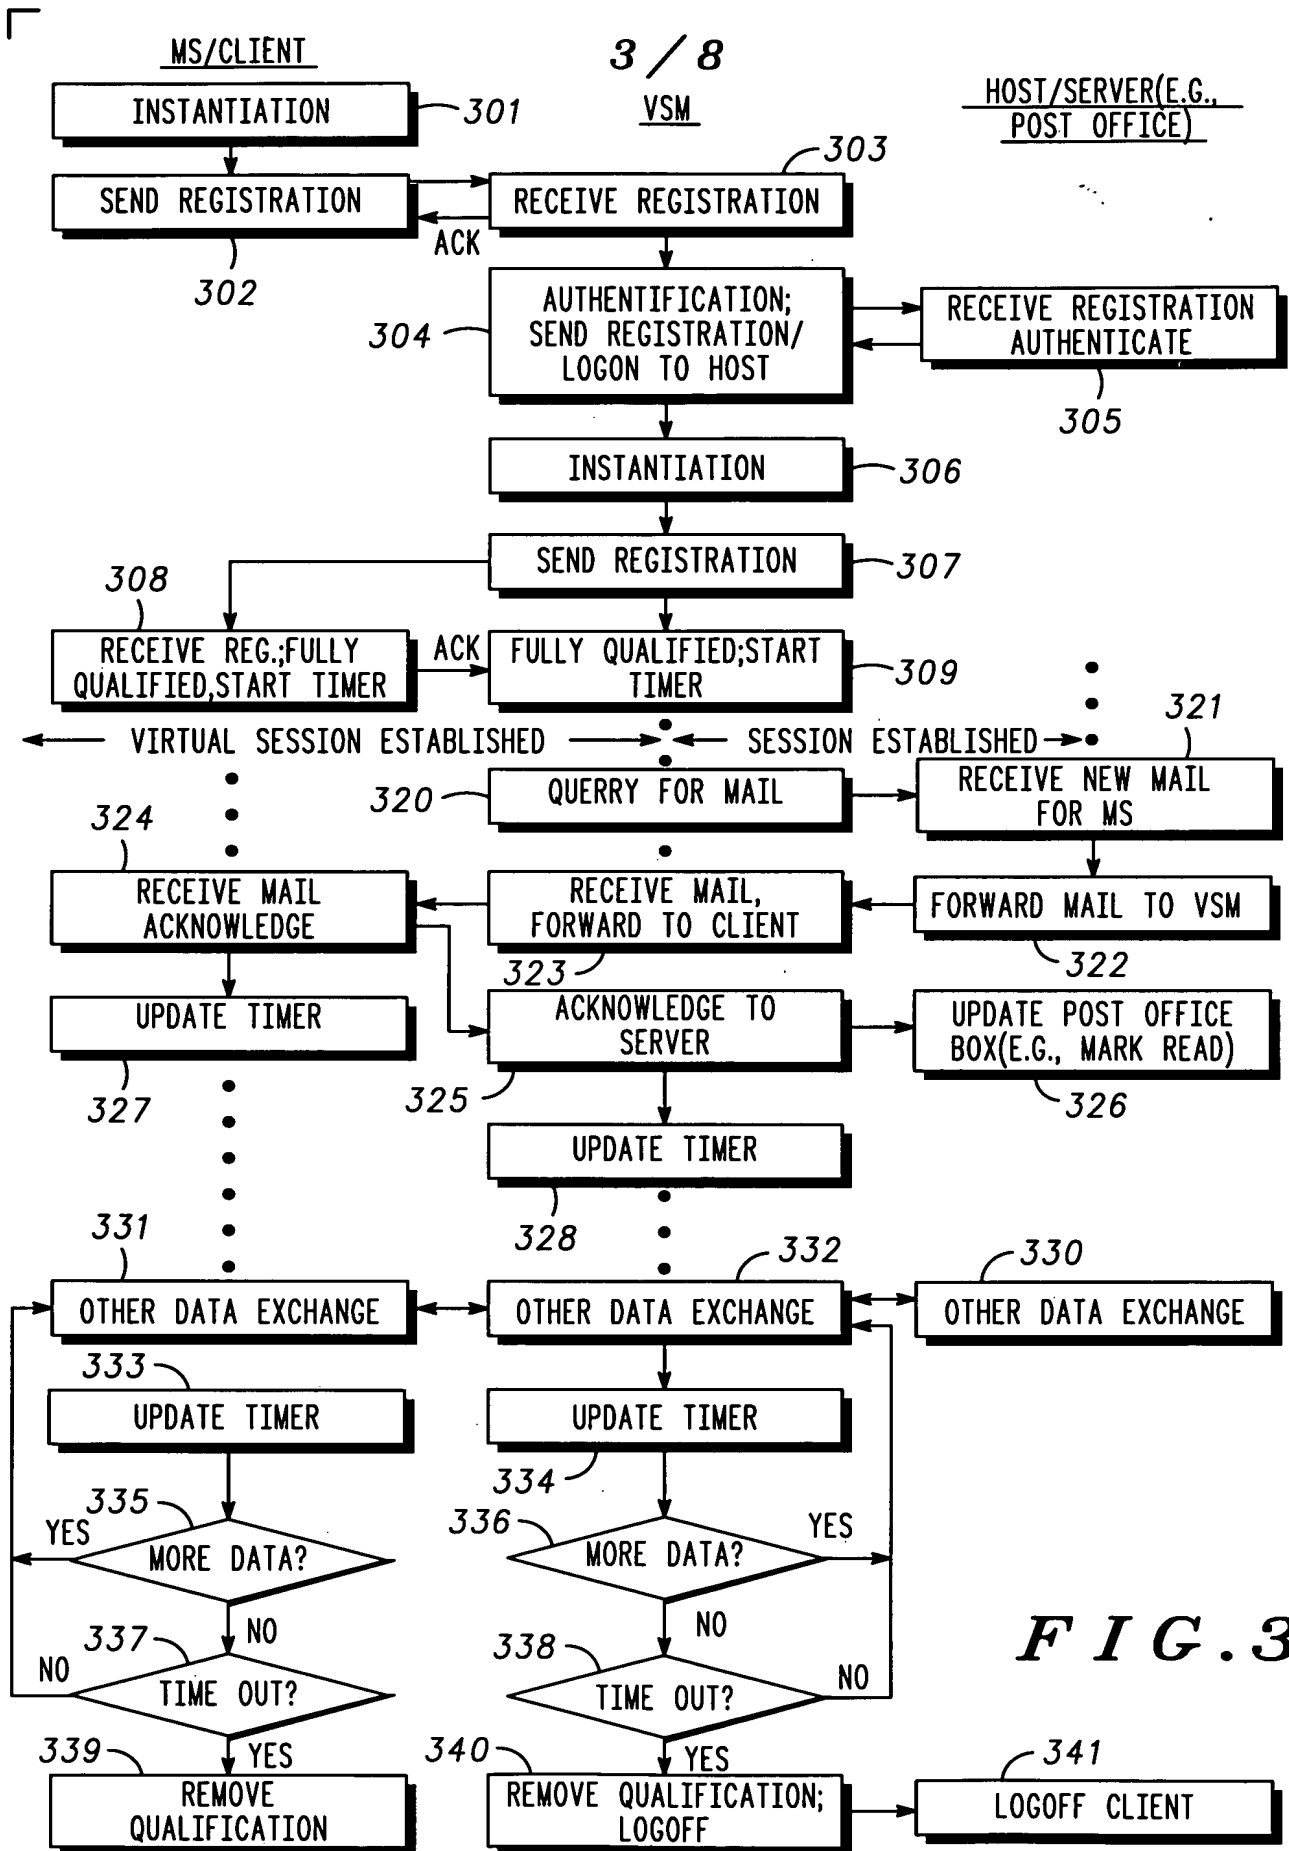 3/8
MS/CLIENT
VSM
HOST/SERVER(E.G.,
POST OFFICE)
INSTANTIATION
301
SEND REGISTRATION
302
303
RECEIVE REGISTRATION
ACK
304
AUTHENTIFICATION;
SEND REGISTRATION/
LOGON TO HOST
RECEIVE REGISTRATION
AUTHENTICATE
305
INSTANTIATION
306
SEND REGISTRATION
307
308
RECEIVE REG.;FULLY
QUALIFIED,START TIMER
ACK
FULLY QUALIFIED;START
TIMER
309
VIRTUAL SESSION ESTABLISHED
SESSION ESTABLISHED
321
320
QUERRY FOR MAIL
RECEIVE NEW MAIL
FOR MS
324
RECEIVE MAIL
ACKNOWLEDGE
RECEIVE MAIL,
FORWARD TO CLIENT
323
FORWARD MAIL TO VSM
322
UPDATE TIMER
327
ACKNOWLEDGE TO
SERVER
325
UPDATE POST OFFICE
BOX(E.G., MARK READ)
326
UPDATE TIMER
328
331
OTHER DATA EXCHANGE
332
OTHER DATA EXCHANGE
330
OTHER DATA EXCHANGE
333
UPDATE TIMER
UPDATE TIMER
334
335
YES
MORE DATA?
NO
336
MORE DATA?
YES
NO
337
NO
TIME OUT?
YES
338
TIME OUT?
NO
YES
FIG.3
339
REMOVE
QUALIFICATION
340
REMOVE QUALIFICATION;
LOGOFF
341
LOGOFF CLIENT